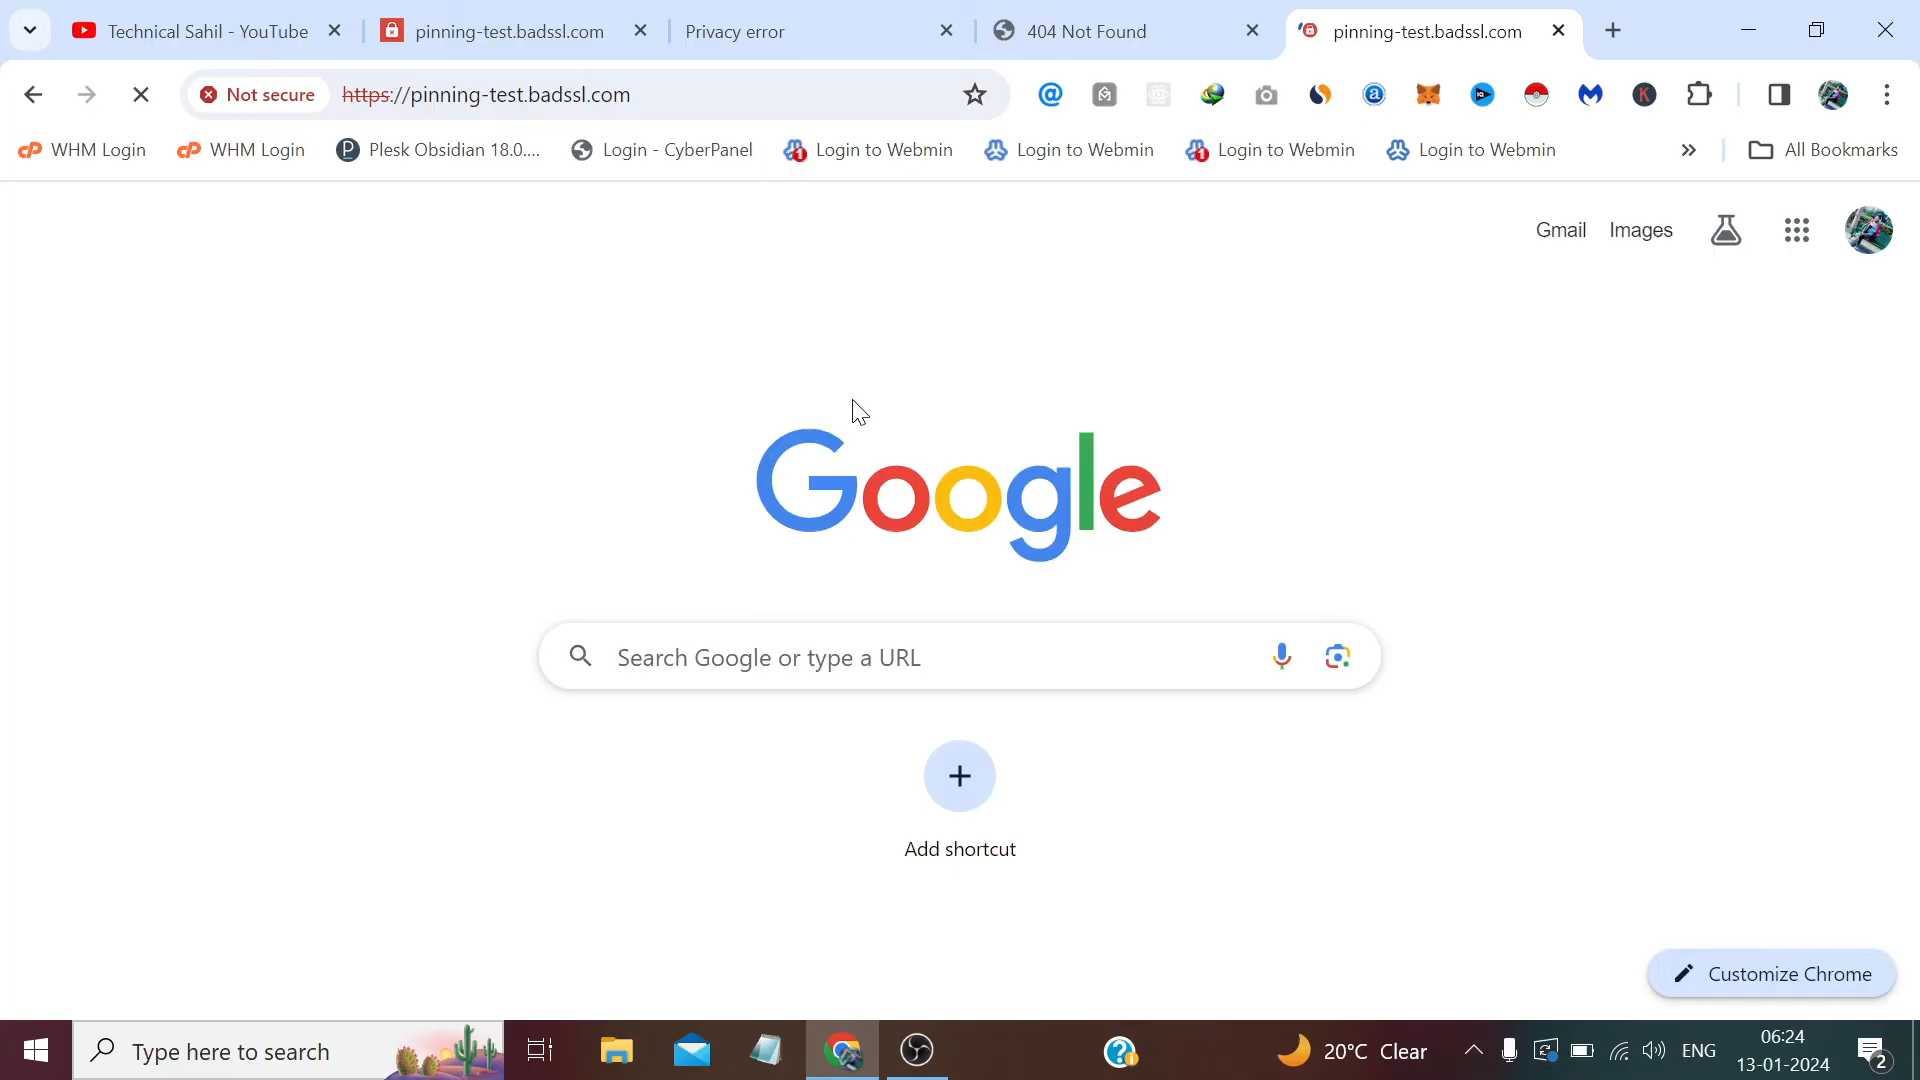 Technical Sahil - YouTube
pinning-test.badssl.com
Privacy error
404 Not Found
pinning-test.badssl.com
Not secure
https://pinning-test.badssl.com
WHM Login
WHM Login
Plesk Obsidian 18.0....
Login - CyberPanel
Login to Webmin
Login to Webmin
Login to Webmin
Login to Webmin
All Bookmarks
Gmail
Images
Google
Search Google or type a URL
Add shortcut
Customize Chrome
Type here to search
20°C Clear
ENG
06:24
13-01-2024
2